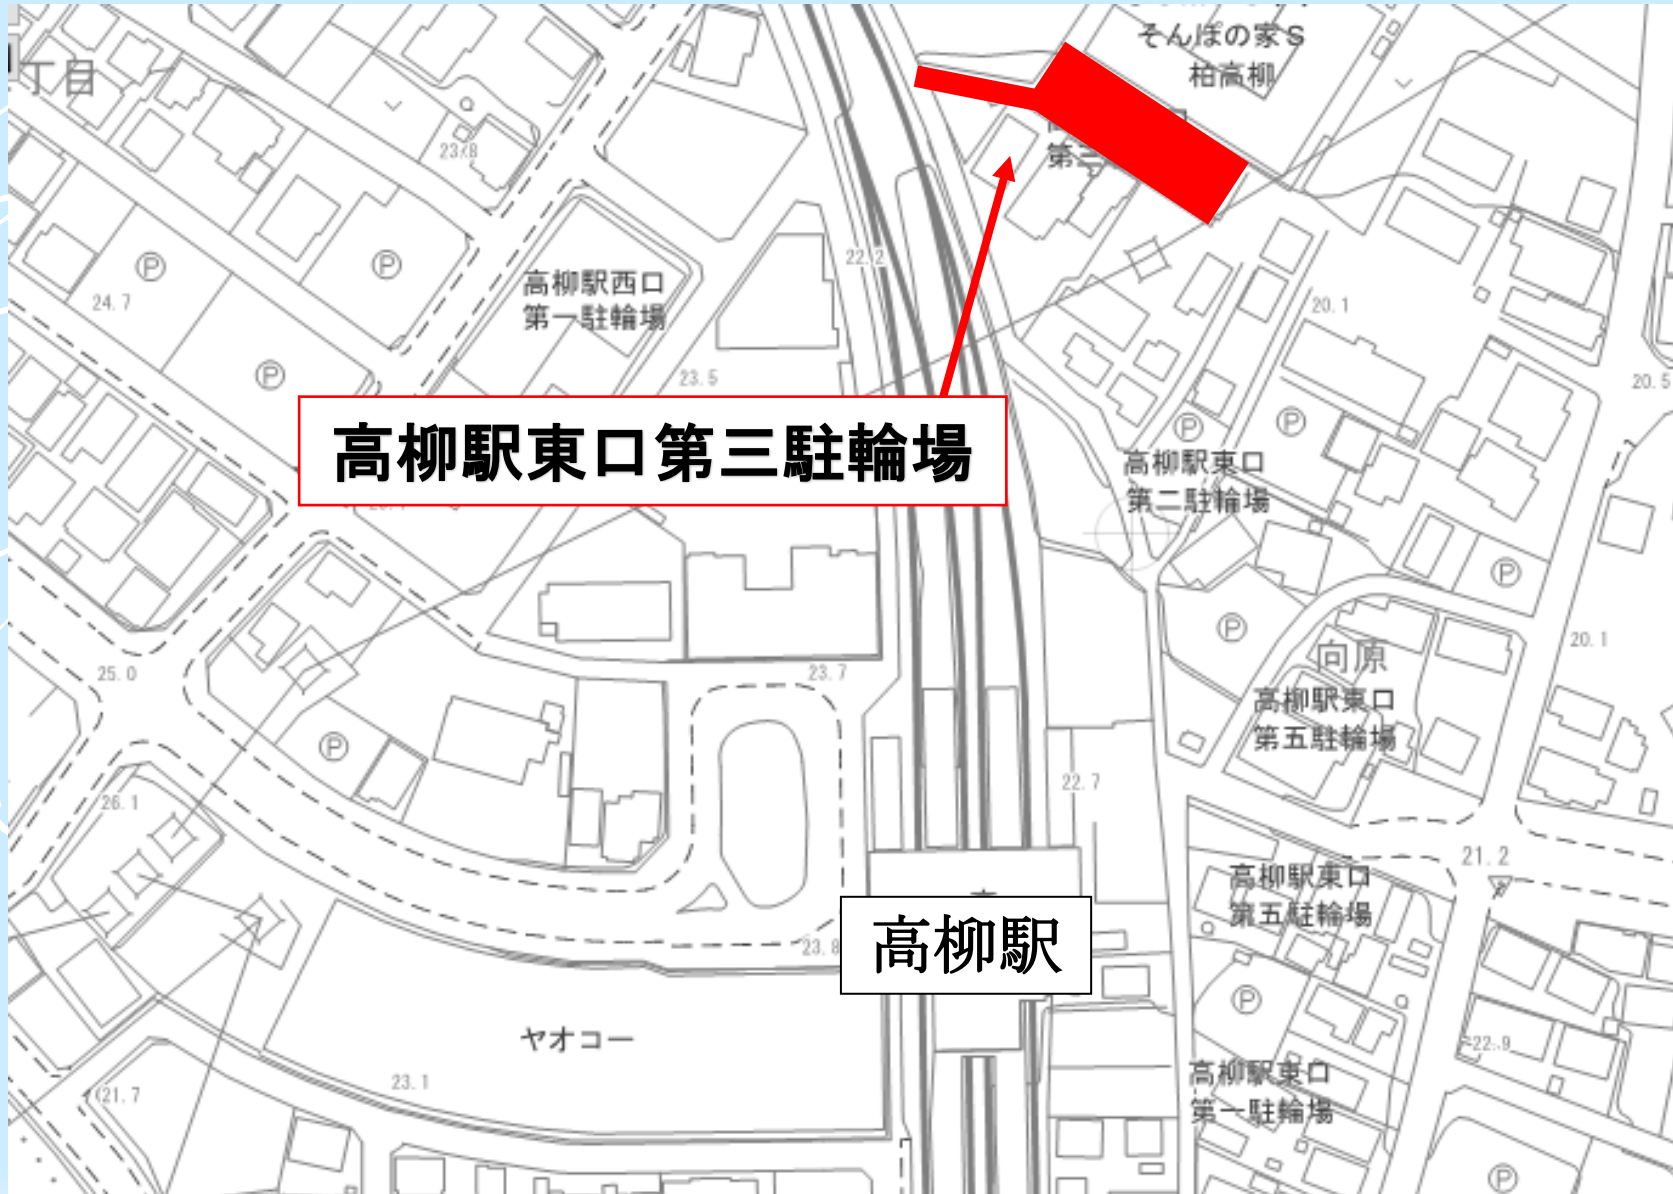 そんぽの家S
柏高柳
丁目
23.8
第三
22.2
24.7
Ⓟ
Ⓟ
高柳駅西口
第一駐輪場
20.1
Ⓟ
23.5
20.5
高柳駅東口第三駐輪場
Ⓟ
Ⓟ
高柳駅東口
第二駐輪場
Ⓟ
Ⓟ
20.1
向原
25.0
23.7
高柳駅東口
第五駐輪場
Ⓟ
22.7
26.1
21.2
高柳駅東口
第五駐輪場
高柳駅
23.8
Ⓟ
ヤオコー
22.9
23.1
21.7
高柳駅東口
第一駐輪場
Ⓟ